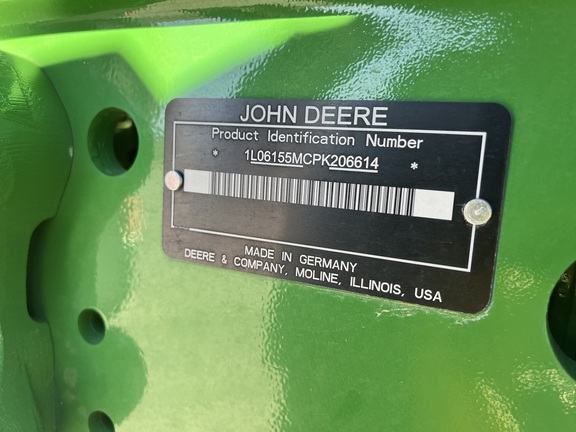 JOHN DEERE
Product Identification Number
* 1L06155MCPK206614 *
MADE IN GERMANY
DEERE & COMPANY, MOLINE, ILLINOIS, USA